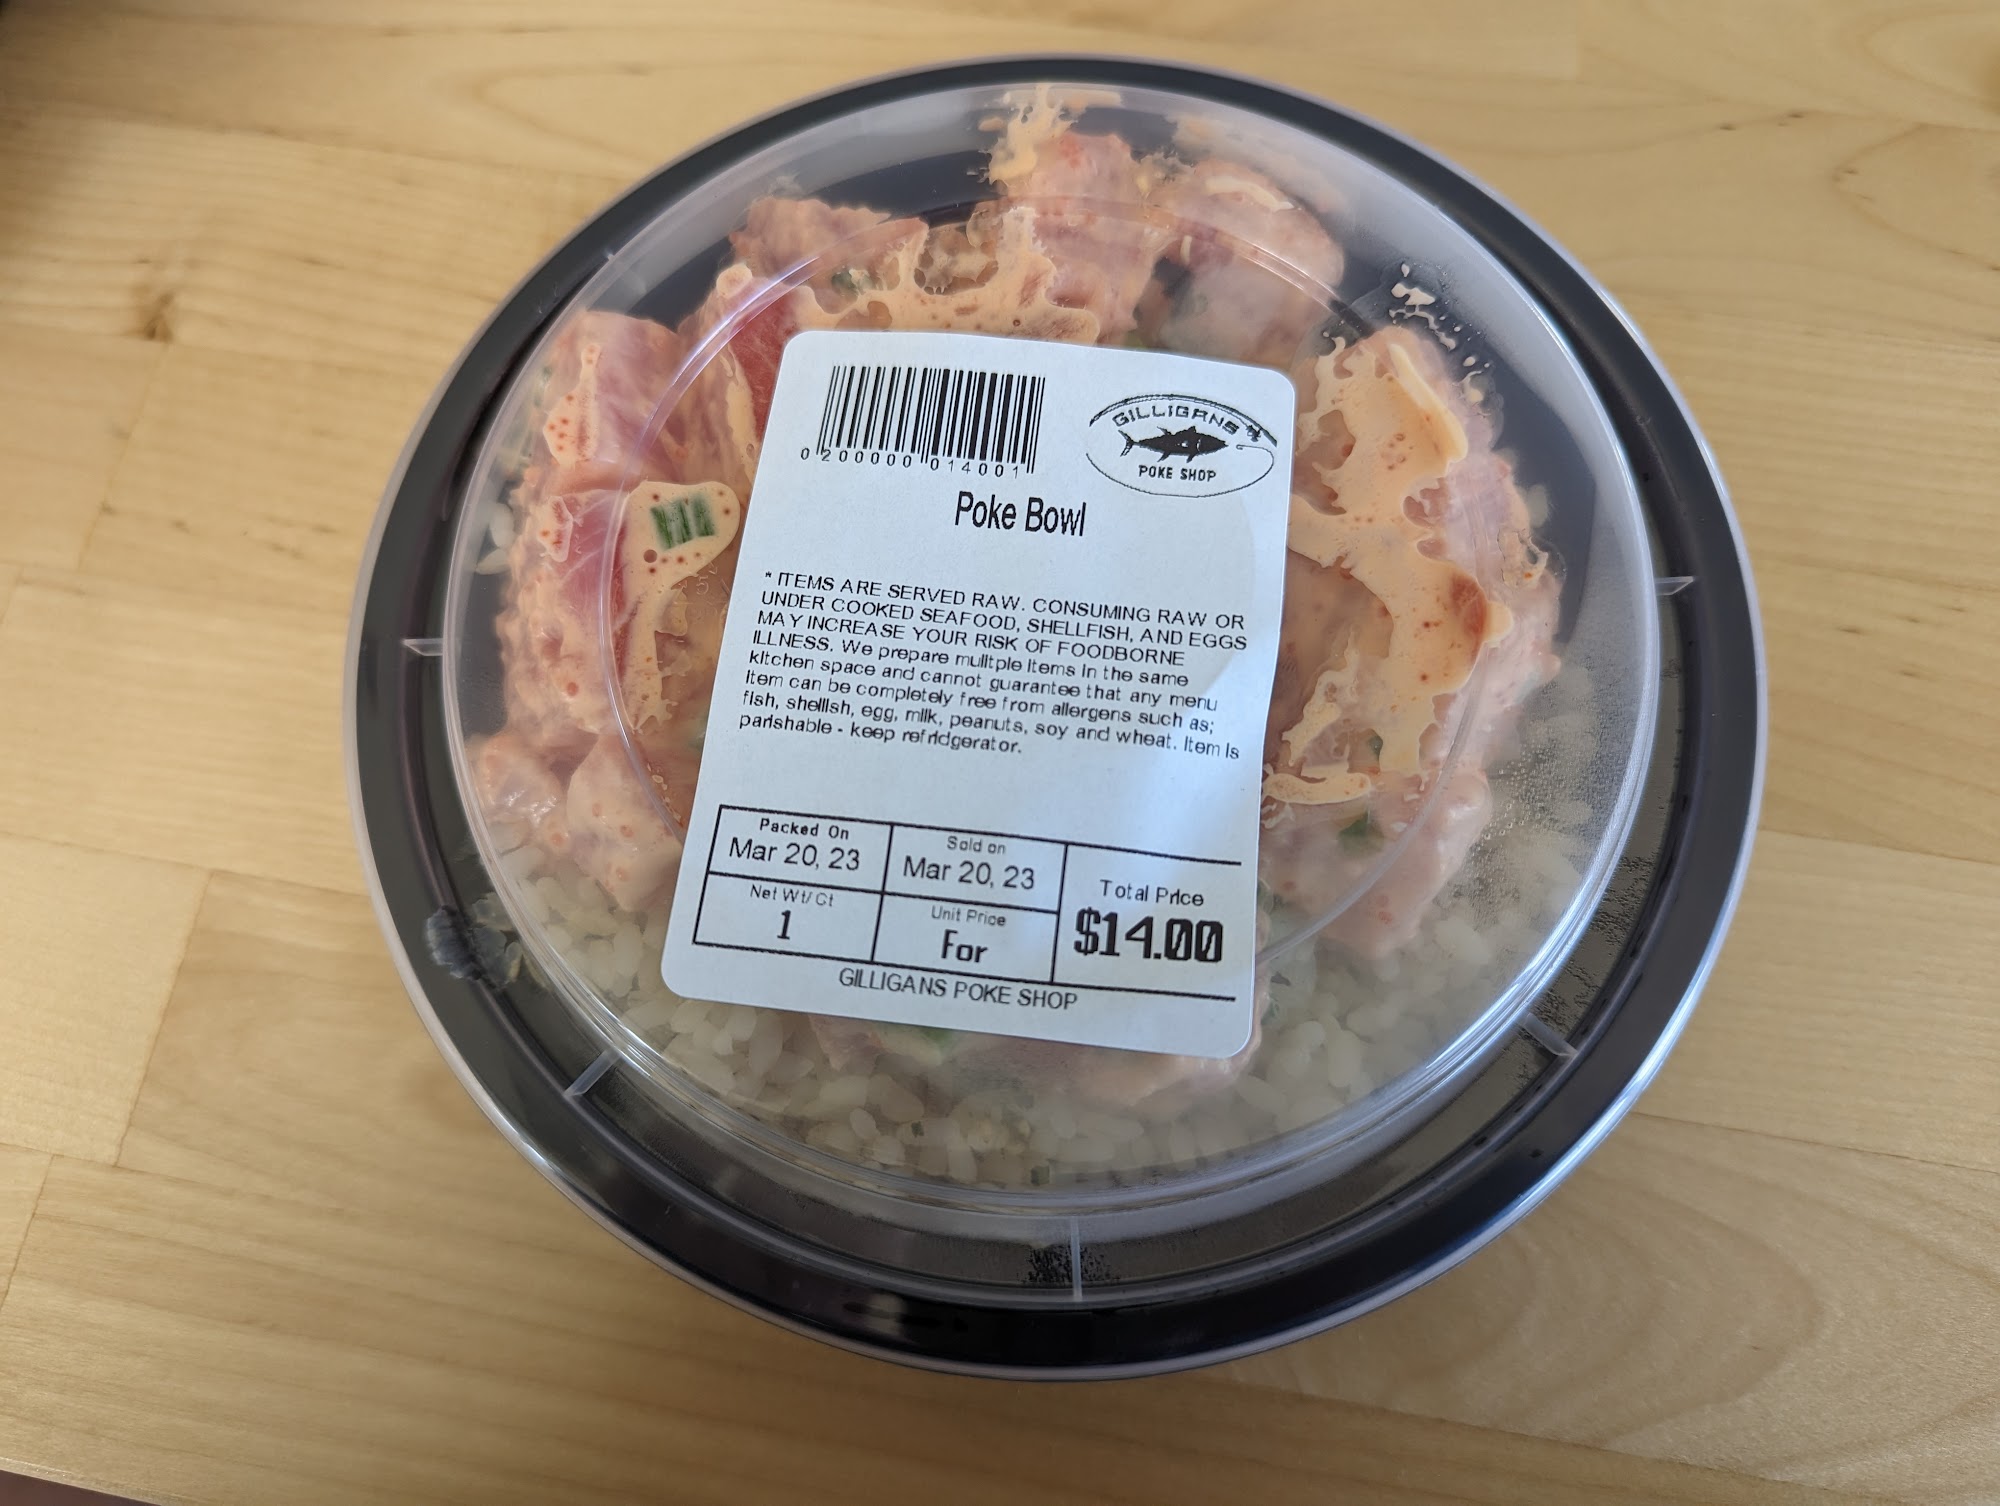 0 200000 014001
GILLIGANS
POKE SHOP
Poke Bowl
* ITEMS ARE SERVED RAW. CONSUMING RAW OR
UNDER COOKED SEAFOOD, SHELLFISH, AND EGGS
MAY INCREASE YOUR RISK OF FOODBORNE
ILLNESS. We prepare mulitple items in the same
kitchen space and cannot guarantee that any menu
item can be completely free from allergens such as;
fish, shellish, egg, milk, peanuts, soy and wheat. Item is
parishable - keep refridgerator.
Packed On
Mar 20, 23
Sold on
Mar 20, 23
Net Wt/Ct
1
Unit Price
For
Total Price
$14.00
GILLIGANS POKE SHOP